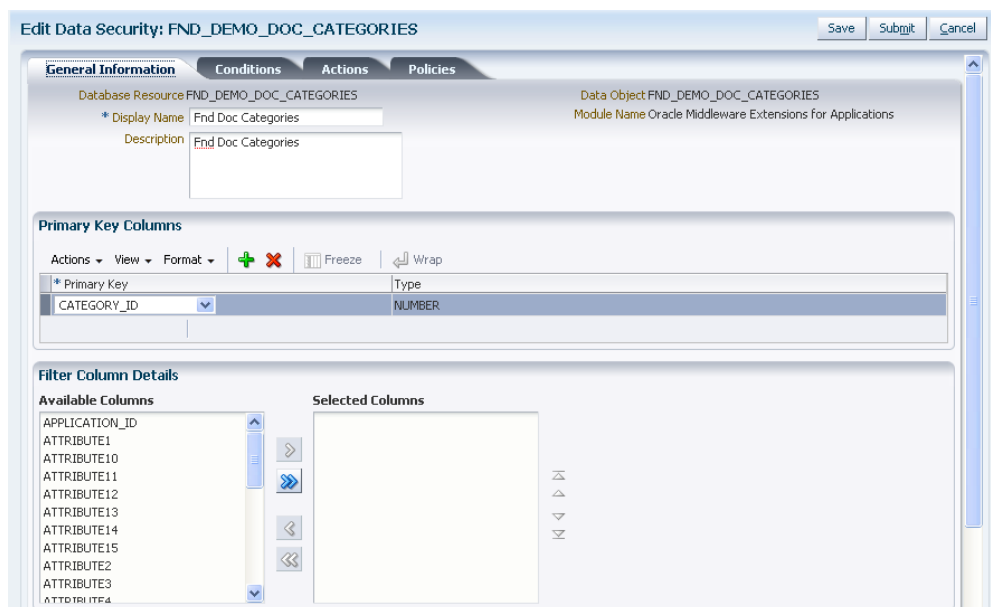 Edit Data Security: FND_DEMO_DOC_CATEGORIES
Save Submit Cancel
General Information Conditions Actions Policies
Database Resource FND_DEMO_DOC_CATEGORIES
Data Object FND_DEMO_DOC_CATEGORIES
* Display Name Fnd Doc Categories
Module Name Oracle Middleware Extensions for Applications
Description Fnd Doc Categories
Primary Key Columns
Actions View Format Freeze Wrap
* Primary Key Type
CATEGORY_ID NUMBER
Filter Column Details
Available Columns Selected Columns
APPLICATION_ID
ATTRIBUTE1
ATTRIBUTE10
ATTRIBUTE11
ATTRIBUTE12
ATTRIBUTE13
ATTRIBUTE14
ATTRIBUTE15
ATTRIBUTE2
ATTRIBUTE3
ATTRIBUTE4